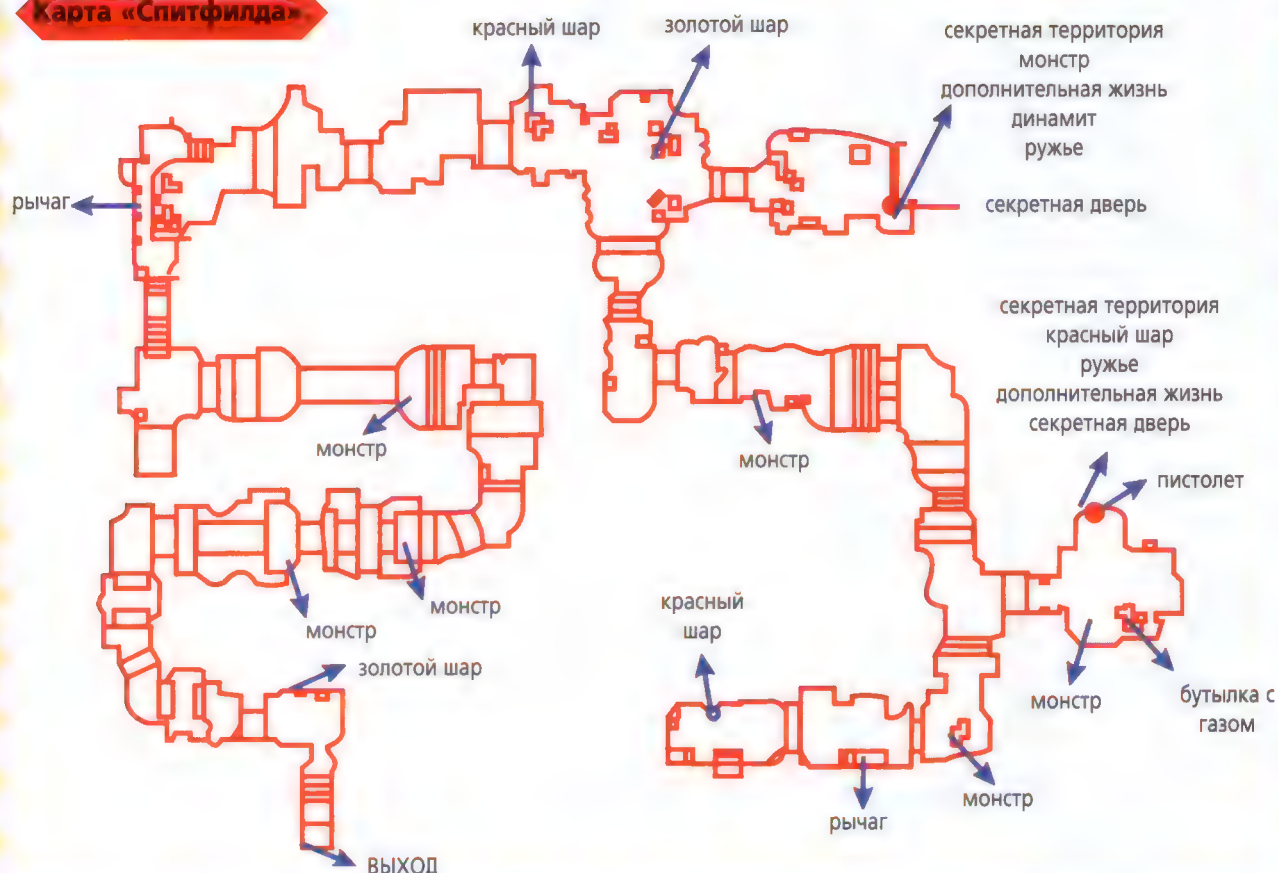 Карта «Спитфилда».
красный шар
золотой шар
секретная территория
монстр
дополнительная жизнь
динамит
ружье
рычаг
секретная дверь
секретная территория
красный шар
ружье
дополнительная жизнь
секретная дверь
монстр
монстр
пистолет
монстр
монстр
красный
шар
золотой шар
монстр
бутылка с
газом
монстр
рычаг
ВЫХОД